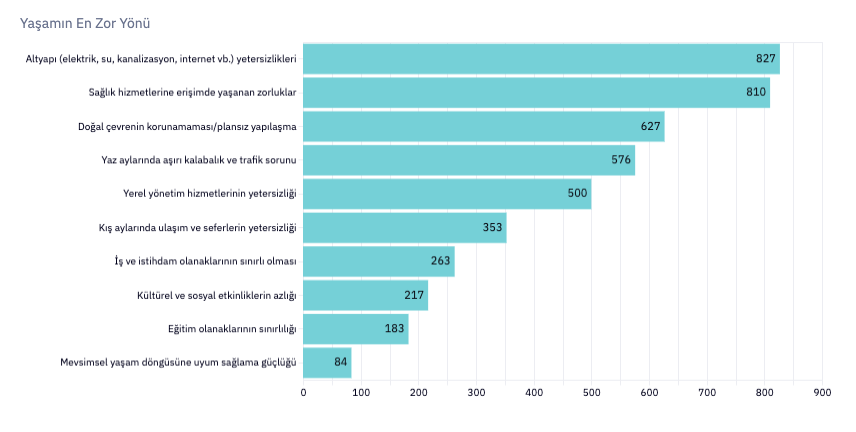 Yaşamın En Zor Yönü
Altyapı (elektrik, su, kanalizasyon, internet vb.) yetersizlikleri 827
Sağlık hizmetlerine erişimde yaşanan zorluklar 810
Doğal çevrenin korunamaması/plansız yapılaşma 627
Yaz aylarında aşırı kalabalık ve trafik sorunu 576
Yerel yönetim hizmetlerinin yetersizliği 500
Kış aylarında ulaşım ve seferlerin yetersizliği 353
İş ve istihdam olanaklarının sınırlı olması 263
Kültürel ve sosyal etkinliklerin azlığı 217
Eğitim olanaklarının sınırlılığı 183
Mevsimsel yaşam döngüsüne uyum sağlama güçlüğü 84
0 100 200 300 400 500 600 700 800 900